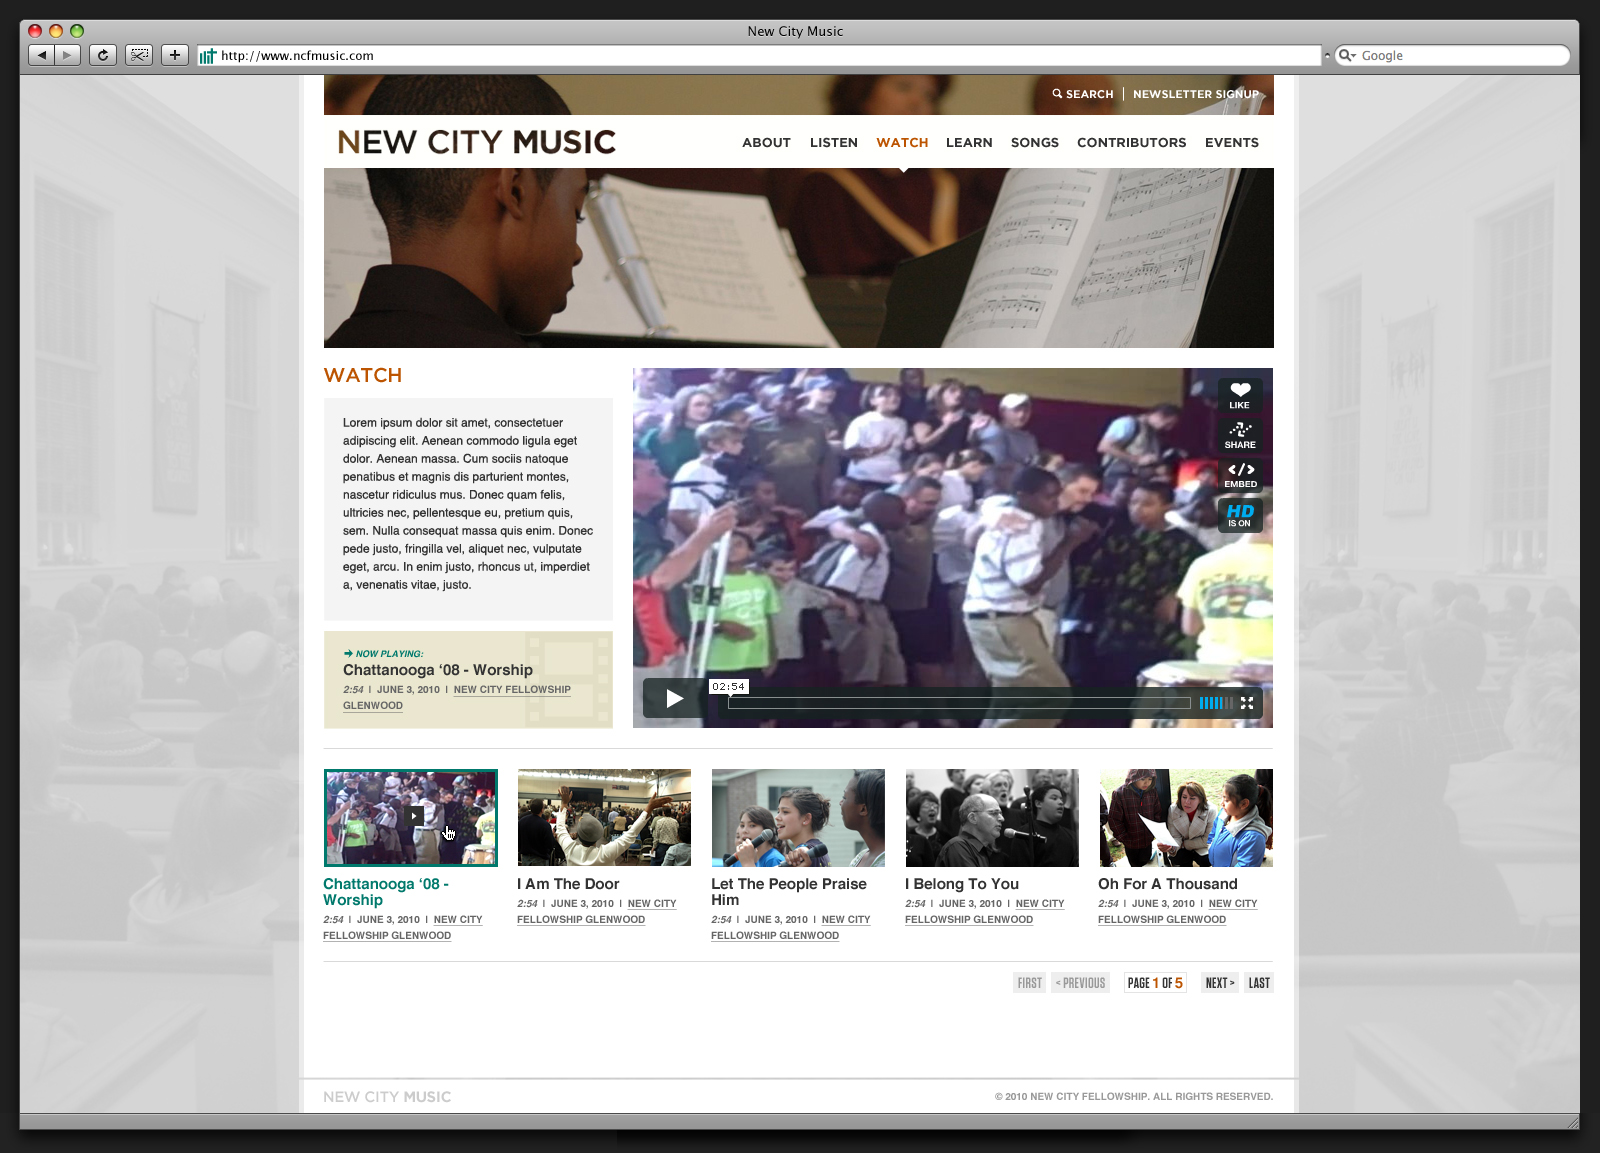 New City Music
http://www.ncfmusic.com
Google
SEARCH | NEWSLETTER SIGNUP
NEW CITY MUSIC
ABOUT LISTEN WATCH LEARN SONGS CONTRIBUTORS EVENTS
WATCH
Lorem ipsum dolor sit amet, consectetuer
adipiscing elit. Aenean commodo ligula eget
dolor. Aenean massa. Cum sociis natoque
penatibus et magnis dis parturient montes,
nascetur ridiculus mus. Donec quam felis,
ultricies nec, pellentesque eu, pretium quis,
sem. Nulla consequat massa quis enim. Donec
pede justo, fringilla vel, aliquet nec, vulputate
eget, arcu. In enim justo, rhoncus ut, imperdiet
a, venenatis vitae, justo.
NOW PLAYING:
Chattanooga ‘08 - Worship
2:54 | JUNE 3, 2010 | NEW CITY FELLOWSHIP
GLENWOOD
LIKE
SHARE
</>
EMBED
HD
IS ON
02:54
Chattanooga ‘08 -
Worship
2:54 | JUNE 3, 2010 | NEW CITY
FELLOWSHIP GLENWOOD
I Am The Door
2:54 | JUNE 3, 2010 | NEW CITY
FELLOWSHIP GLENWOOD
Let The People Praise
Him
2:54 | JUNE 3, 2010 | NEW CITY
FELLOWSHIP GLENWOOD
I Belong To You
2:54 | JUNE 3, 2010 | NEW CITY
FELLOWSHIP GLENWOOD
Oh For A Thousand
2:54 | JUNE 3, 2010 | NEW CITY
FELLOWSHIP GLENWOOD
FIRST < PREVIOUS PAGE 1 OF 5 NEXT > LAST
NEW CITY MUSIC
© 2010 NEW CITY FELLOWSHIP. ALL RIGHTS RESERVED.